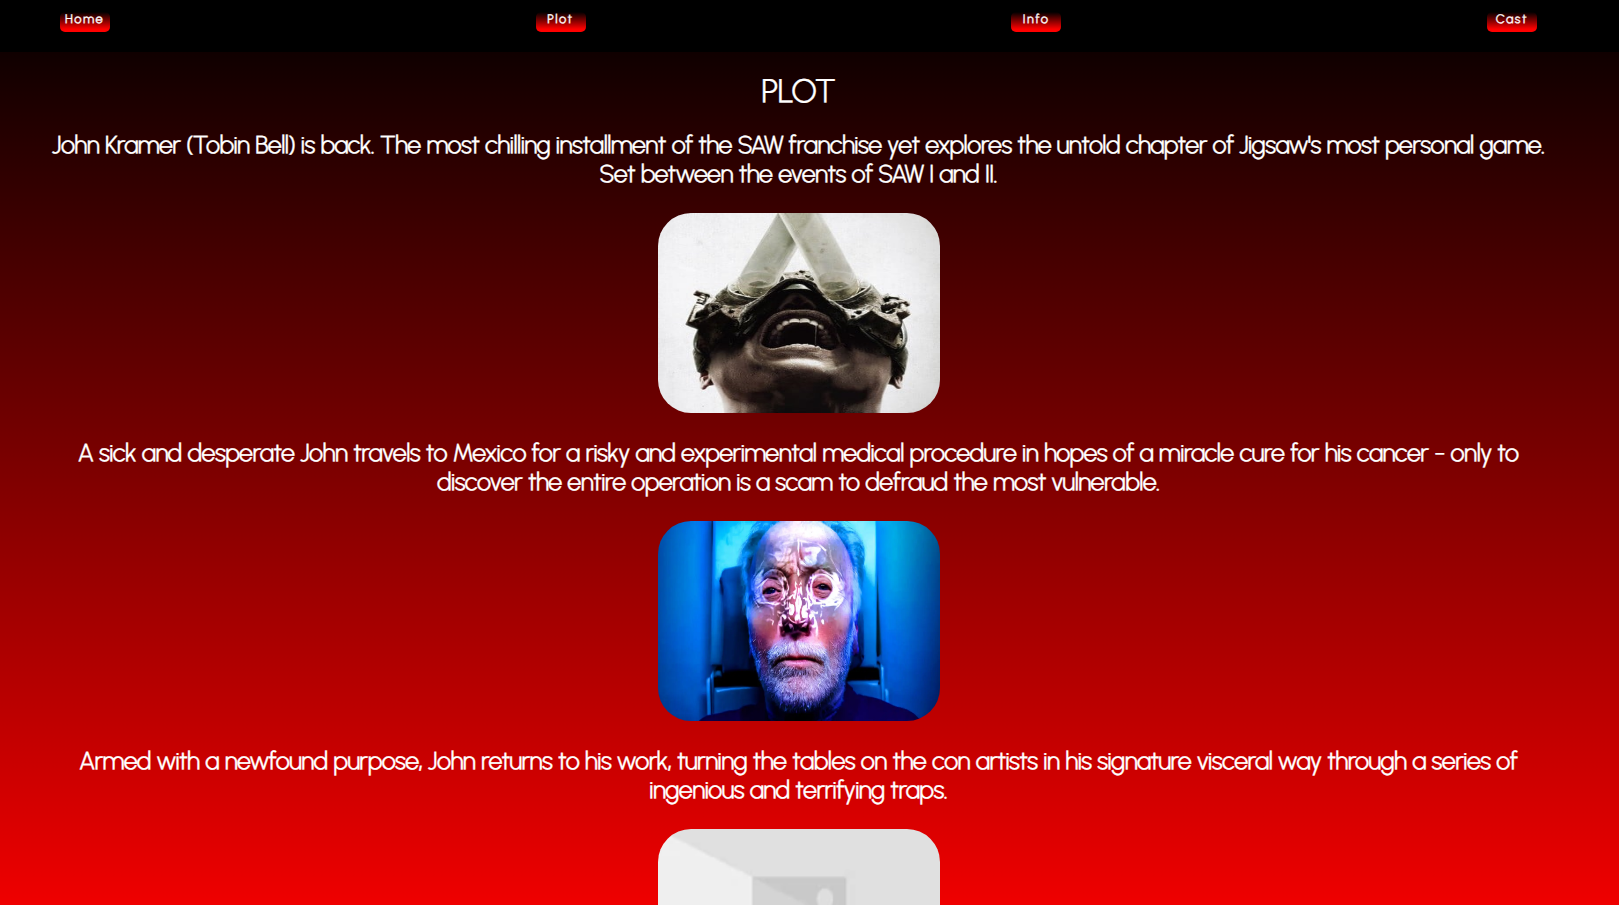 Home Plot Info Cast
PLOT
John Kramer (Tobin Bell) is back. The most chilling installment of the SAW franchise yet explores the untold chapter of Jigsaw's most personal game.
Set between the events of SAW I and II.
A sick and desperate John travels to Mexico for a risky and experimental medical procedure in hopes of a miracle cure for his cancer - only to
discover the entire operation is a scam to defraud the most vulnerable.
Armed with a newfound purpose, John returns to his work, turning the tables on the con artists in his signature visceral way through a series of
ingenious and terrifying traps.